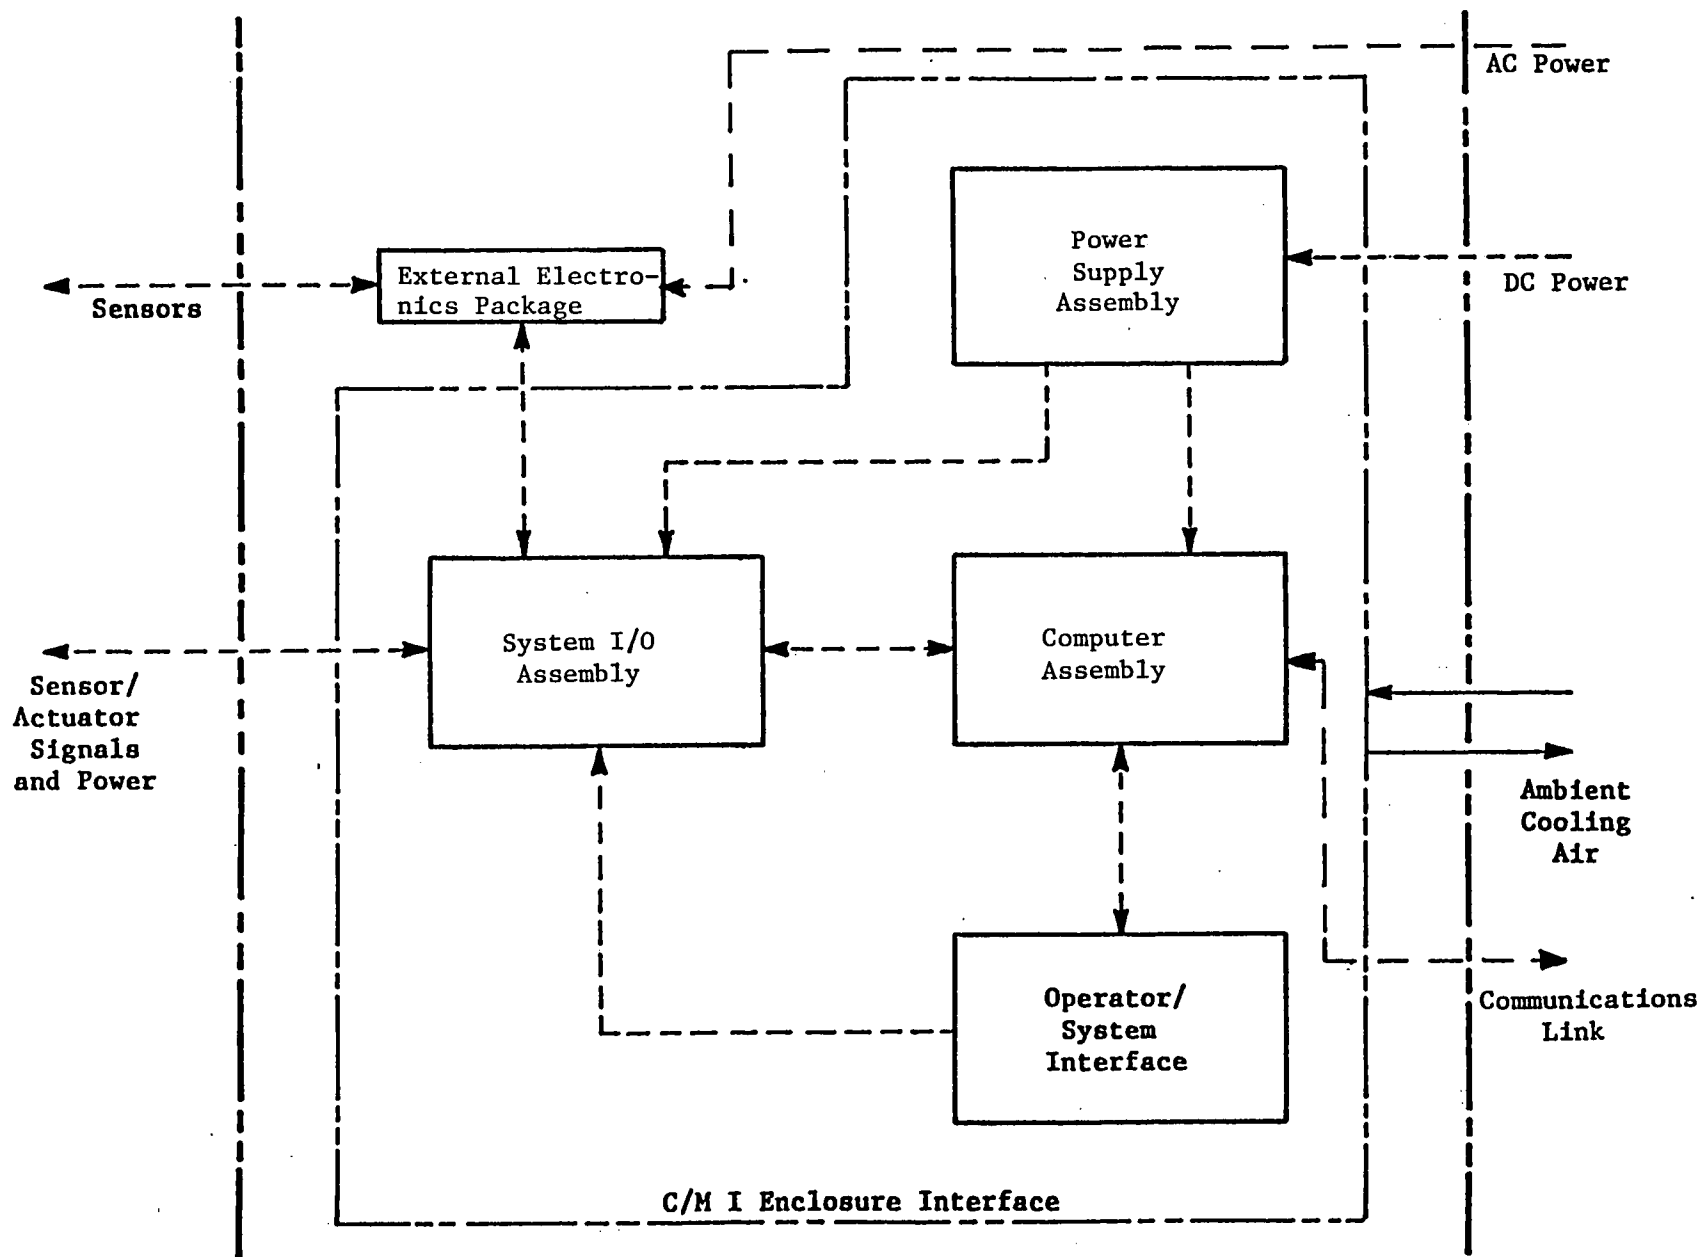 AC Power
Power
Supply
Assembly
DC Power
External Electro-
nics Package
Sensors
System I/O
Assembly
Computer
Assembly
Sensor/
Actuator
Signals
and Power
Ambient
Cooling
Air
Operator/
System
Interface
Communications
Link
C/M I Enclosure Interface